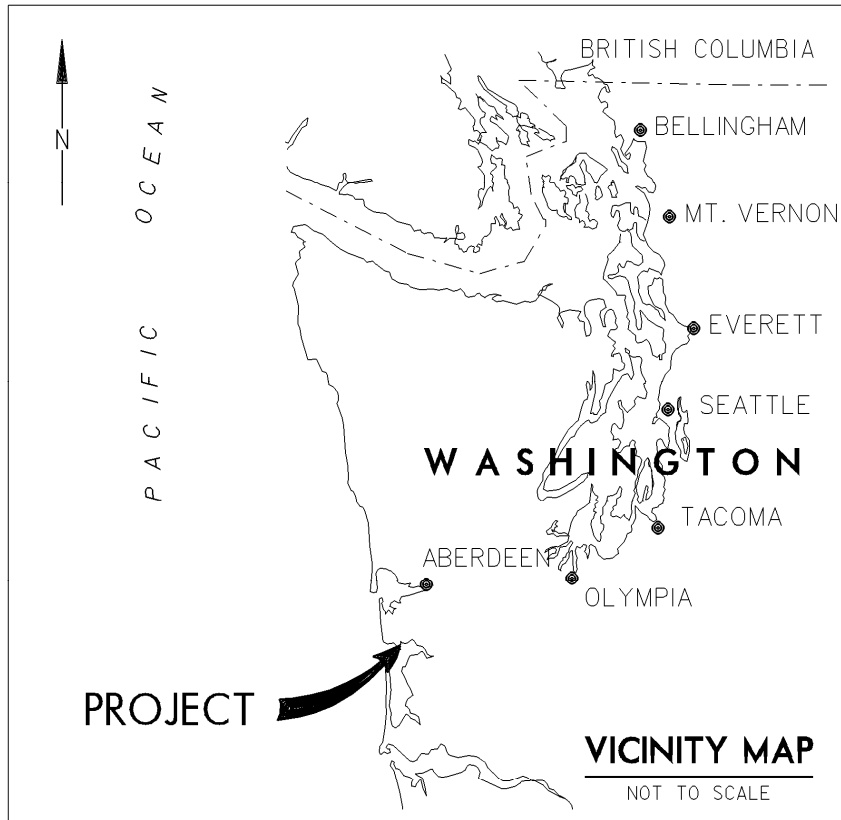 BRITISH COLUMBIA
N
PACIFIC OCEAN
BELLINGHAM
MT. VERNON
EVERETT
SEATTLE
WASHINGTON
TACOMA
ABERDEEN
OLYMPIA
PROJECT
VICINITY MAP
NOT TO SCALE